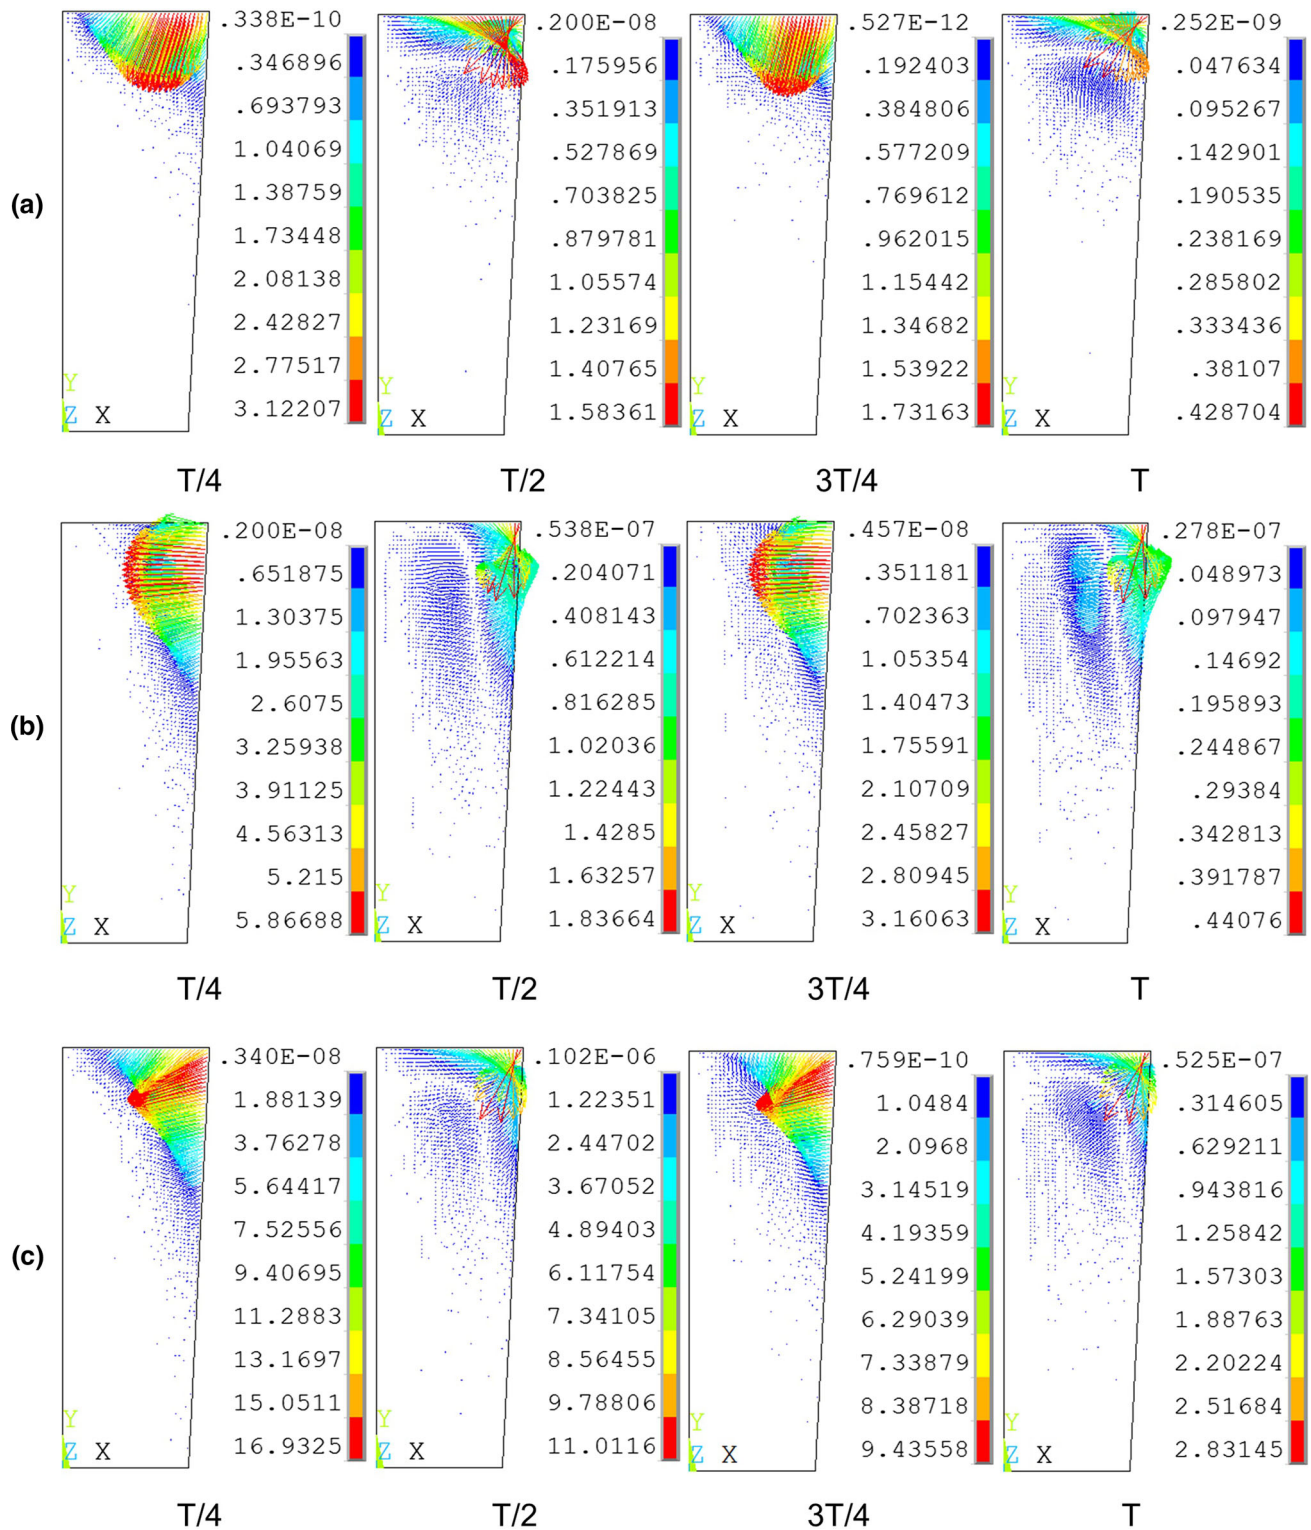 (a)
.338E-10
.346896
.693793
1.04069
1.38759
1.73448
2.08138
2.42827
2.77517
3.12207
Y
Z X
T/4
.200E-08
.175956
.351913
.527869
.703825
.879781
1.05574
1.23169
1.40765
1.58361
Y
Z X
T/2
.527E-12
.192403
.384806
.577209
.769612
.962015
1.15442
1.34682
1.53922
1.73163
Y
Z X
3T/4
.252E-09
.047634
.095267
.142901
.190535
.238169
.285802
.333436
.38107
.428704
Y
Z X
T
(b)
.200E-08
.651875
1.30375
1.95563
2.6075
3.25938
3.91125
4.56313
5.215
5.86688
Y
Z X
T/4
.538E-07
.204071
.408143
.612214
.816285
1.02036
1.22443
1.4285
1.63257
1.83664
Y
Z X
T/2
.457E-08
.351181
.702363
1.05354
1.40473
1.75591
2.10709
2.45827
2.80945
3.16063
Y
Z X
3T/4
.278E-07
.048973
.097947
.14692
.195893
.244867
.29384
.342813
.391787
.44076
Y
Z X
T
(c)
.340E-08
1.88139
3.76278
5.64417
7.52556
9.40695
11.2883
13.1697
15.0511
16.9325
Y
Z X
T/4
.102E-06
1.22351
2.44702
3.67052
4.89403
6.11754
7.34105
8.56455
9.78806
11.0116
Y
Z X
T/2
.759E-10
1.0484
2.0968
3.14519
4.19359
5.24199
6.29039
7.33879
8.38718
9.43558
Y
Z X
3T/4
.525E-07
.314605
.629211
.943816
1.25842
1.57303
1.88763
2.20224
2.51684
2.83145
Y
Z X
T